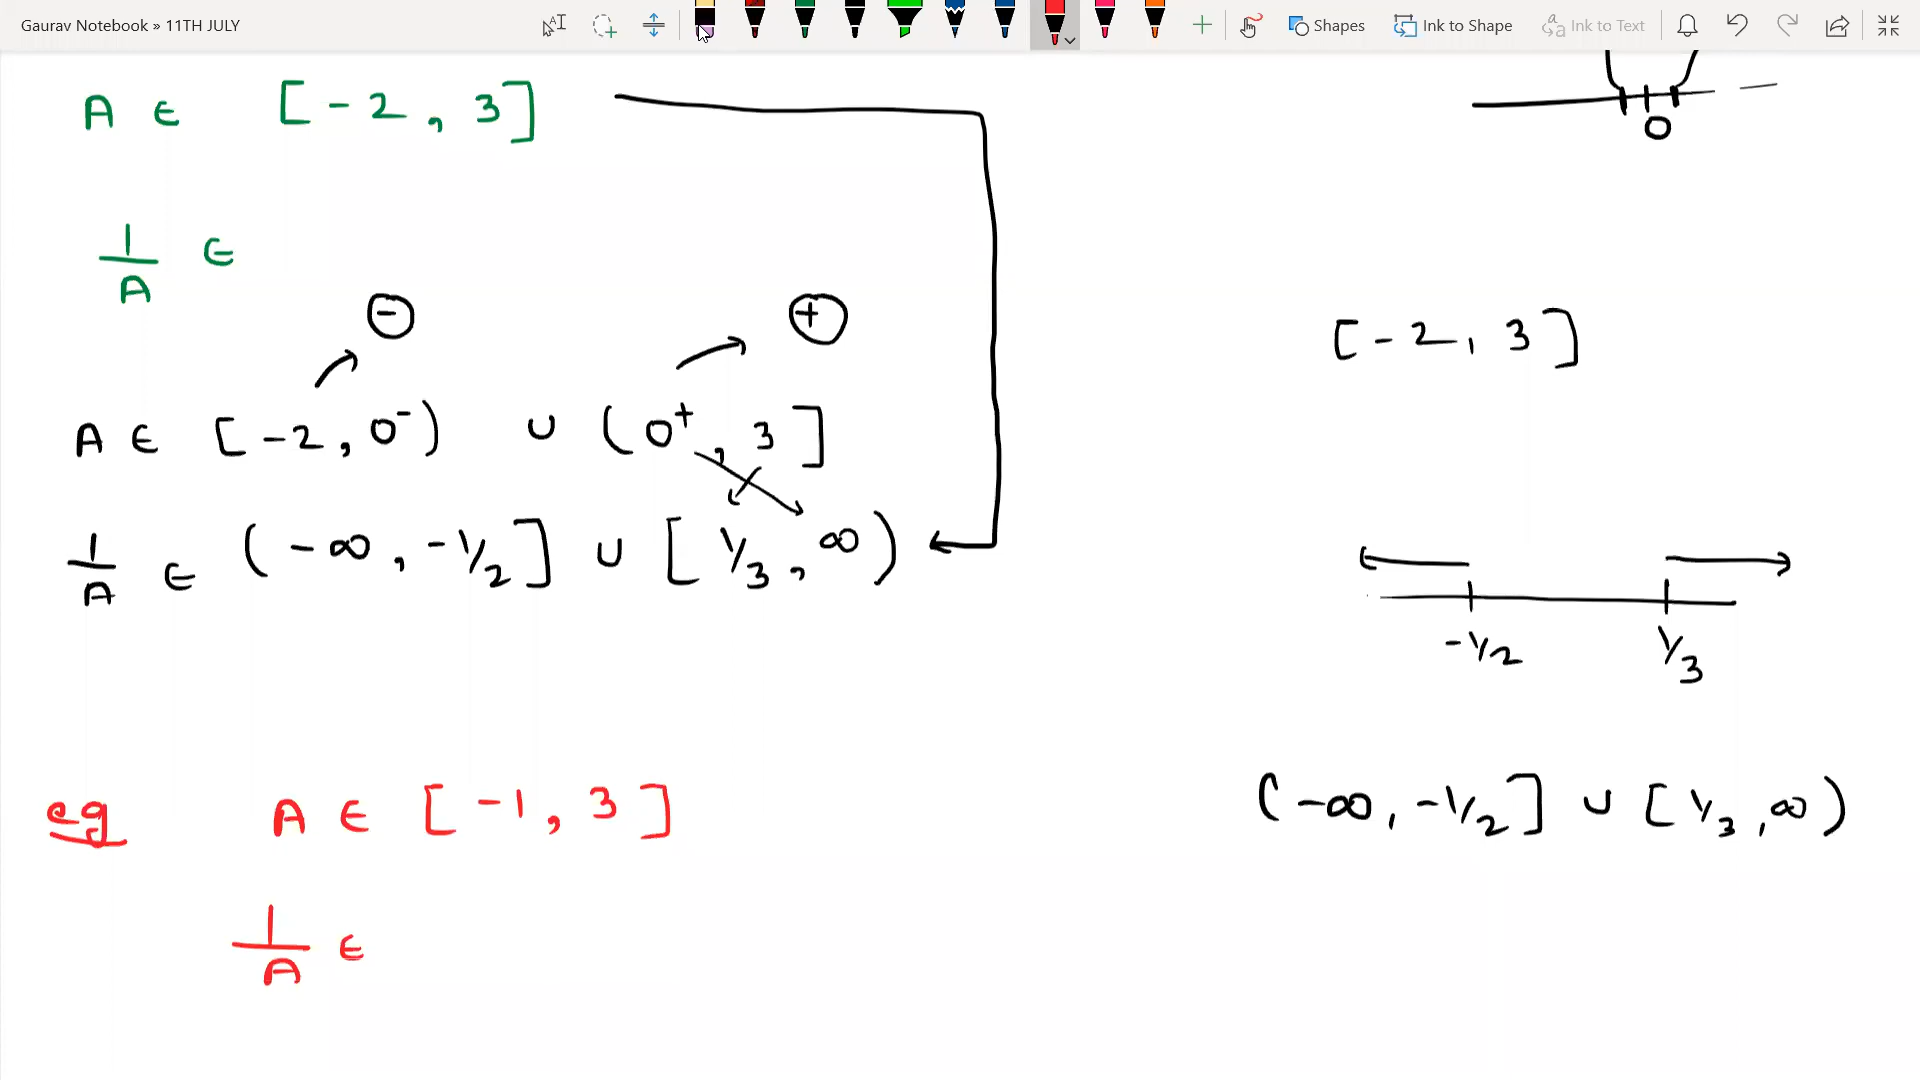 Gaurav Notebook » 11TH JULY
Shapes Ink to Shape Ink to Text
A ∈ [-2, 3]
0
1/A ∈
⊖ ⊕
[-2, 3]
A ∈ [-2, 0⁻) ∪ (0⁺, 3]
1/A ∈ (-∞, -1/2] ∪ [1/3, ∞)
-1/2 1/3
eg A ∈ [-1, 3]
(-∞, -1/2] ∪ [1/3, ∞)
1/A ∈